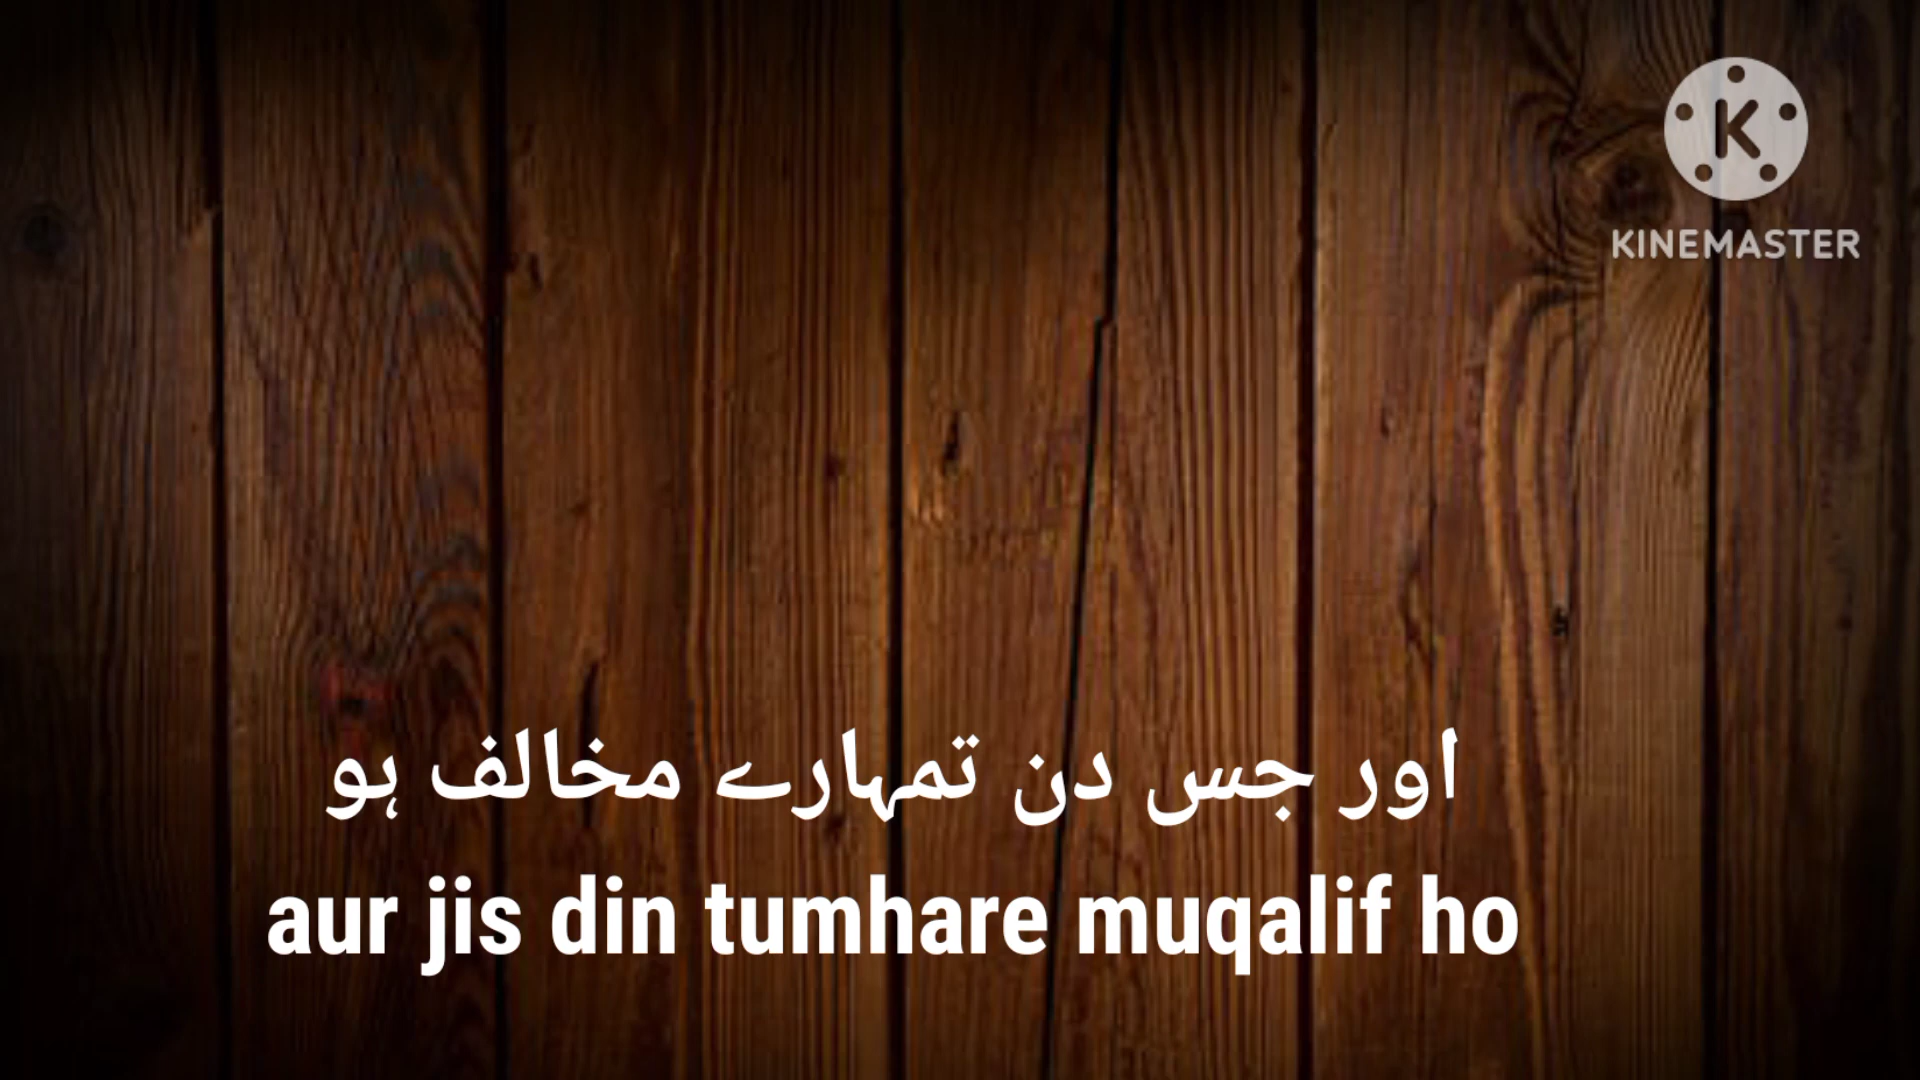 KINEMASTER
اور جس دن تمہارے مخالف ہو
aur jis din tumhare muqalif ho